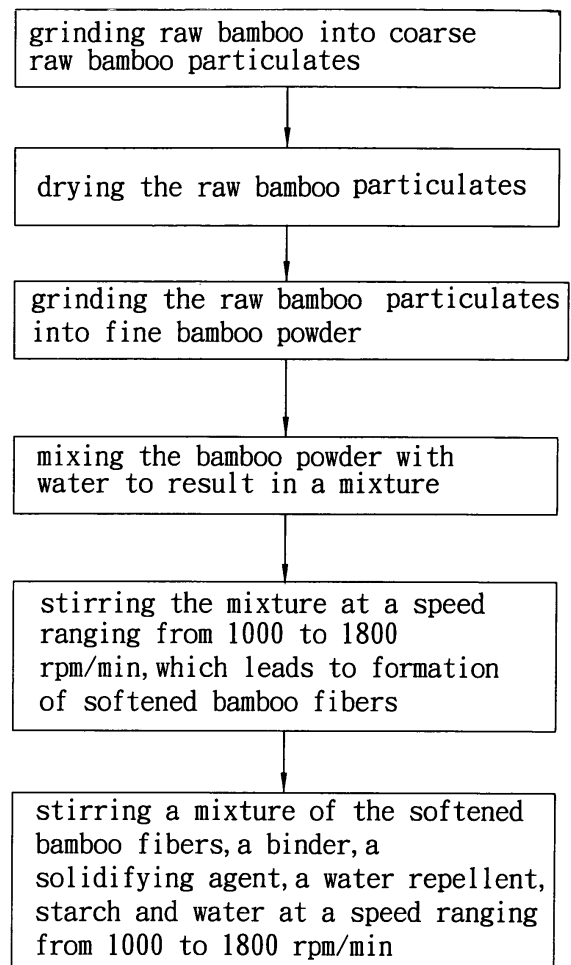 grinding raw bamboo into coarse
raw bamboo particulates
drying the raw bamboo particulates
grinding the raw bamboo particulates
into fine bamboo powder
mixing the bamboo powder with
water to result in a mixture
stirring the mixture at a speed
ranging from 1000 to 1800
rpm/min, which leads to formation
of softened bamboo fibers
stirring a mixture of the softened
bamboo fibers, a binder, a
solidifying agent, a water repellent,
starch and water at a speed ranging
from 1000 to 1800 rpm/min